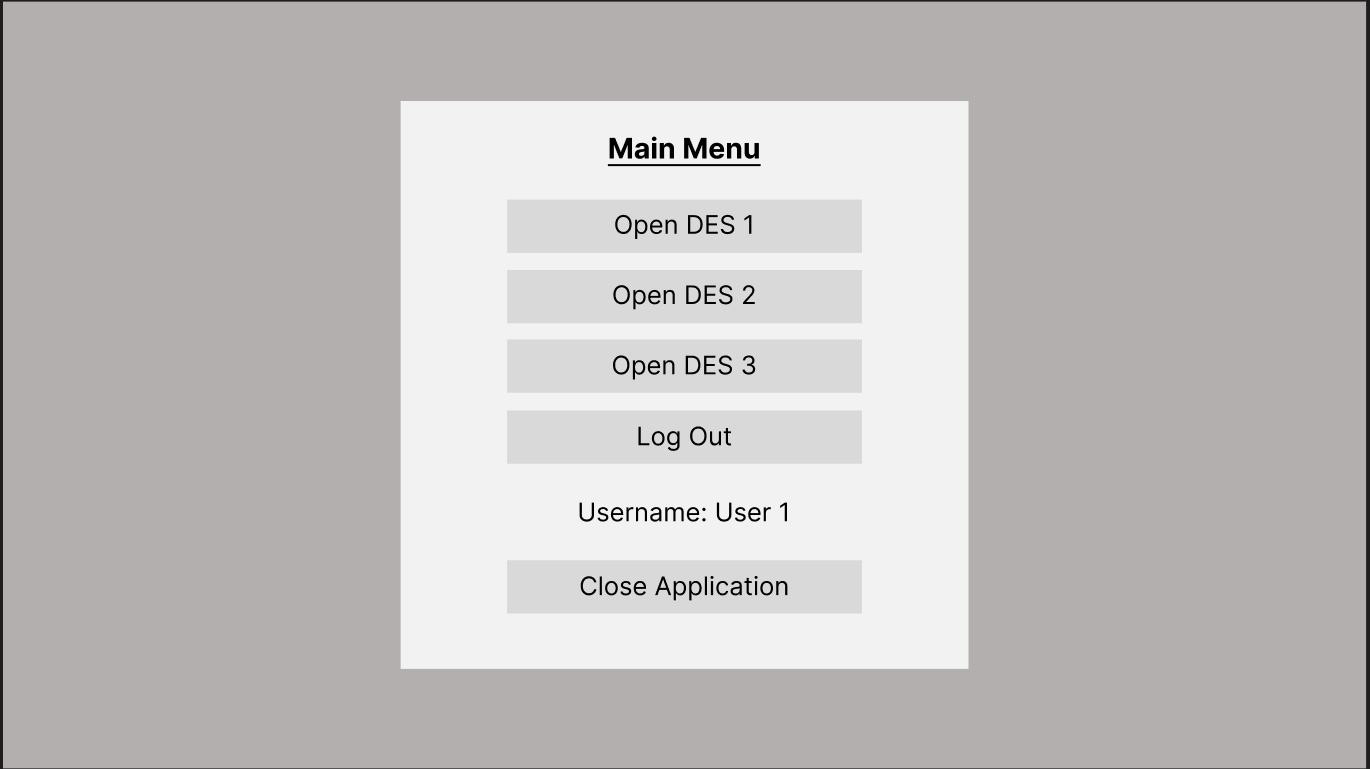 Main Menu
Open DES 1
Open DES 2
Open DES 3
Log Out
Username: User 1
Close Application